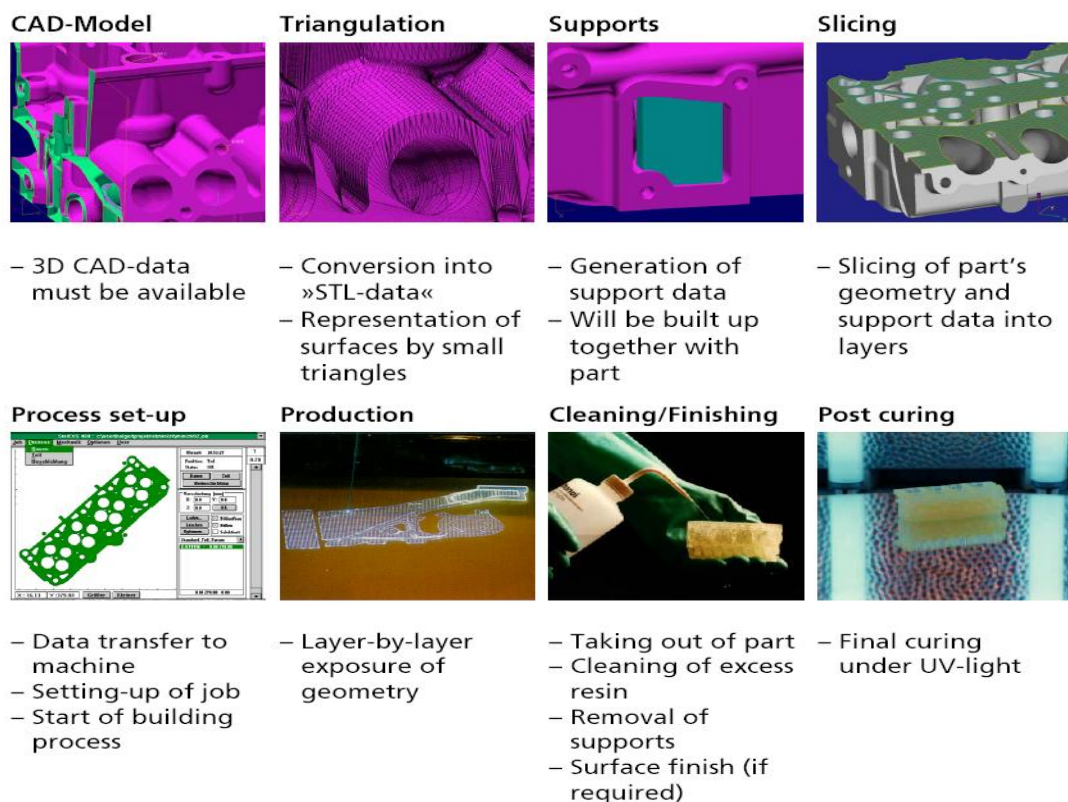 CAD-Model
Triangulation
Supports
Slicing
– 3D CAD-data
must be available
– Conversion into
»STL-data«
– Representation of
surfaces by small
triangles
– Generation of
support data
– Will be built up
together with
part
– Slicing of part's
geometry and
support data into
layers
Process set-up
Production
Cleaning/Finishing
Post curing
– Data transfer to
machine
– Setting-up of job
– Start of building
process
– Layer-by-layer
exposure of
geometry
– Taking out of part
– Cleaning of excess
resin
– Removal of
supports
– Surface finish (if
required)
– Final curing
under UV-light